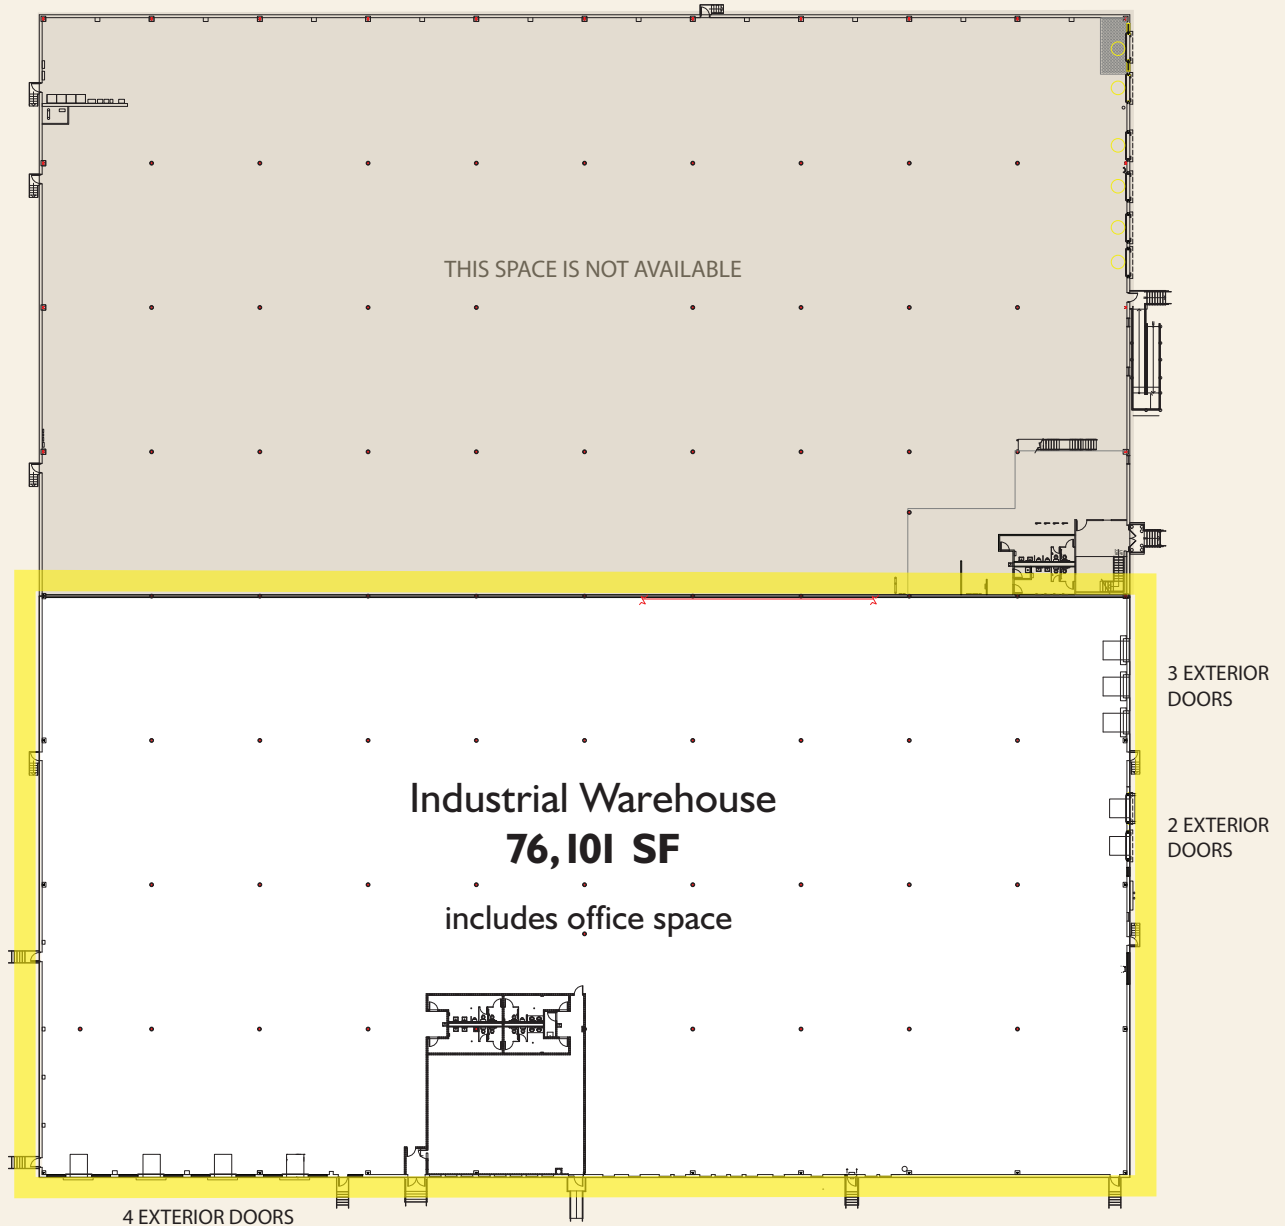 THIS SPACE IS NOT AVAILABLE
3 EXTERIOR
DOORS
Industrial Warehouse
76,101 SF
2 EXTERIOR
DOORS
includes office space
4 EXTERIOR DOORS